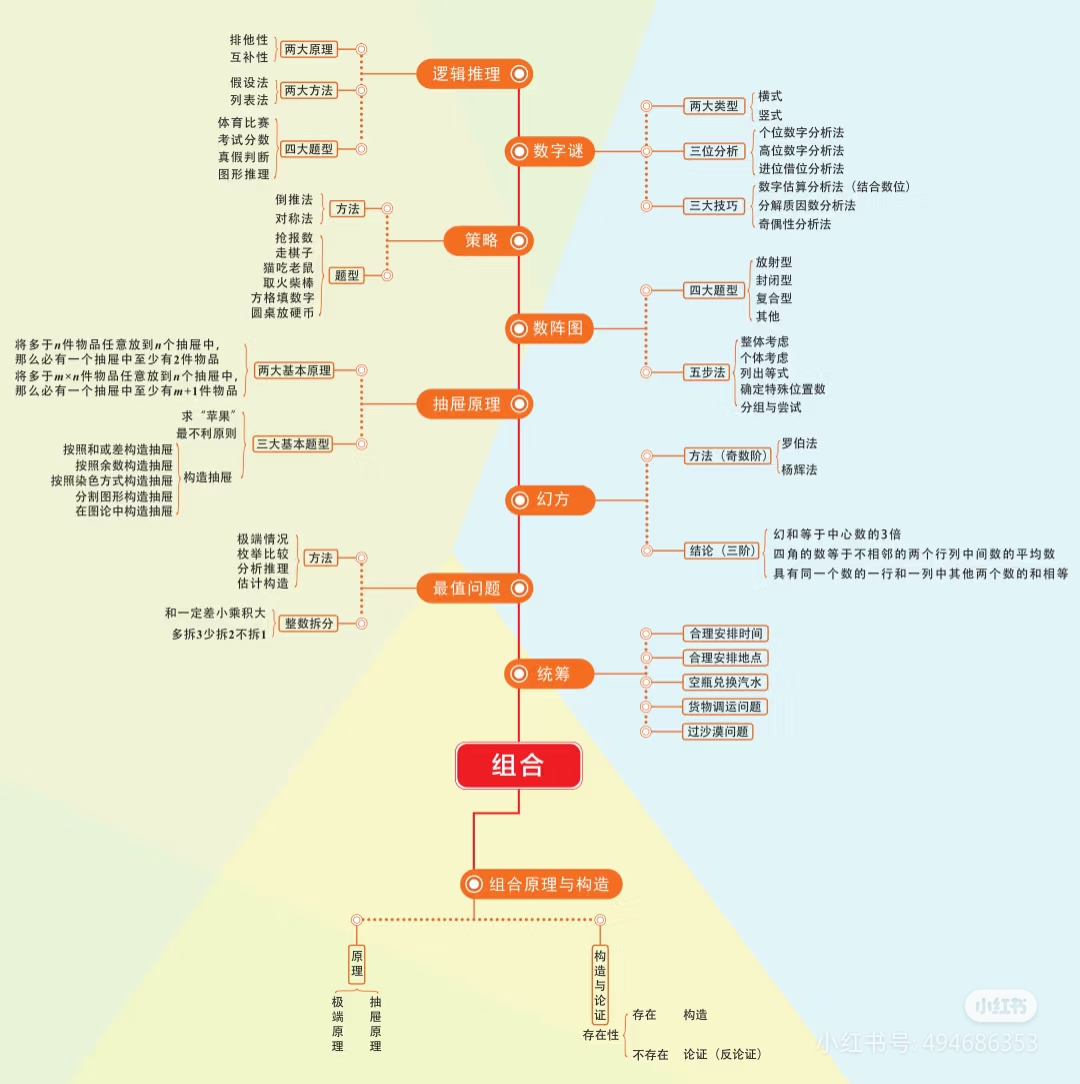 逻辑推理
两大原理
排他性
互补性
两大方法
假设法
列表法
四大题型
体育比赛
考试分数
真假判断
图形推理
数字谜
两大类型
横式
竖式
三位分析
个位数字分析法
高位数字分析法
进位借位分析法
三大技巧
数字估算分析法（结合数位）
分解质因数分析法
奇偶性分析法
策略
方法
倒推法
对称法
题型
抢报数
走棋子
猫吃老鼠
取火柴棒
方格填数字
圆桌放硬币
数阵图
四大题型
放射型
封闭型
复合型
其他
五步法
整体考虑
个体考虑
列出等式
确定特殊位置数
分组与尝试
抽屉原理
两大基本原理
将多于n件物品任意放到n个抽屉中，
那么必有一个抽屉中至少有2件物品
将多于m×n件物品任意放到n个抽屉中，
那么必有一个抽屉中至少有m+1件物品
三大基本题型
求“苹果”
最不利原则
构造抽屉
按照和或差构造抽屉
按照余数构造抽屉
按照染色方式构造抽屉
分割图形构造抽屉
在图论中构造抽屉
幻方
方法（奇数阶）
罗伯法
杨辉法
结论（三阶）
幻和等于中心数的3倍
四角的数等于不相邻的两个行列中间数的平均数
具有同一个数的一行和一列中其他两个数的和相等
最值问题
方法
极端情况
枚举比较
分析推理
估计构造
整数拆分
和一定差小乘积大
多拆3少拆2不拆1
统筹
合理安排时间
合理安排地点
空瓶兑换汽水
货物调运问题
过沙漠问题
组合
组合原理与构造
原理
极端原理
抽屉原理
构造与论证
存在性
存在 构造
不存在 论证（反论证）
小红书
小红书号: 494686353